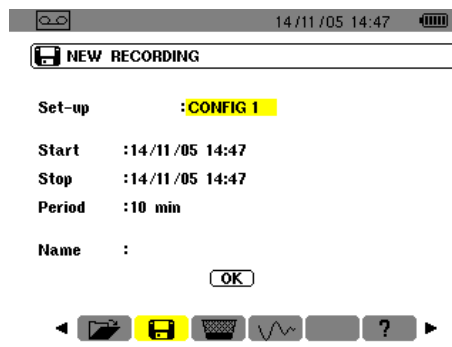 14/11/05 14:47
NEW RECORDING
Set-up :CONFIG 1
Start :14/11/05 14:47
Stop :14/11/05 14:47
Period :10 min
Name :
OK
?